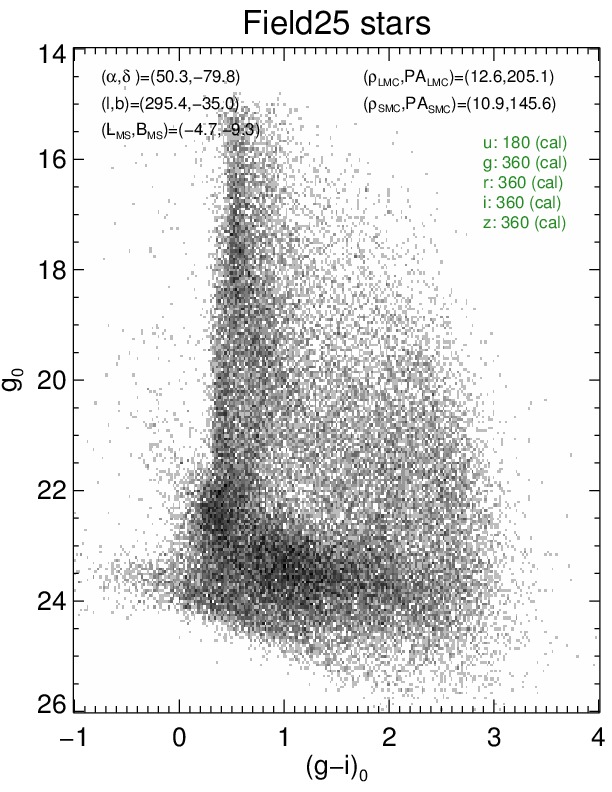 Field25 stars
14
(α,δ )=(50.3,−79.8)
(ρLMC,PALMC)=(12.6,205.1)
(l,b)=(295.4,−35.0)
(ρSMC,PASMC)=(10.9,145.6)
(LMS,BMS)=(−4.7,−9.3)
u: 180 (cal)
16
g: 360 (cal)
r: 360 (cal)
i: 360 (cal)
z: 360 (cal)
18
g0
20
22
24
26
−1 0 1 2 3 4
(g−i)0